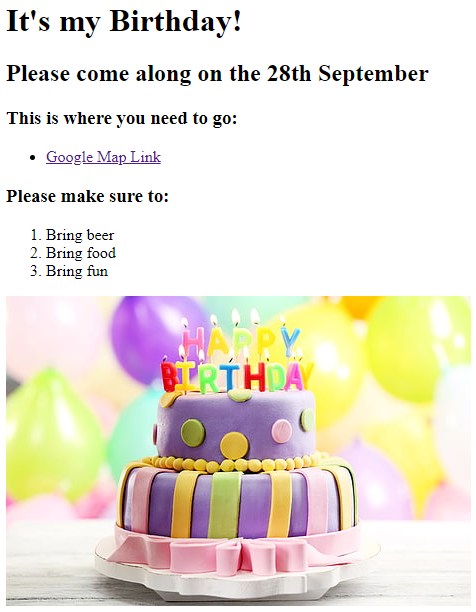 It's my Birthday!
Please come along on the 28th September
This is where you need to go:
Google Map Link
Please make sure to:
1. Bring beer
2. Bring food
3. Bring fun
HAPPY
BIRTHDAY